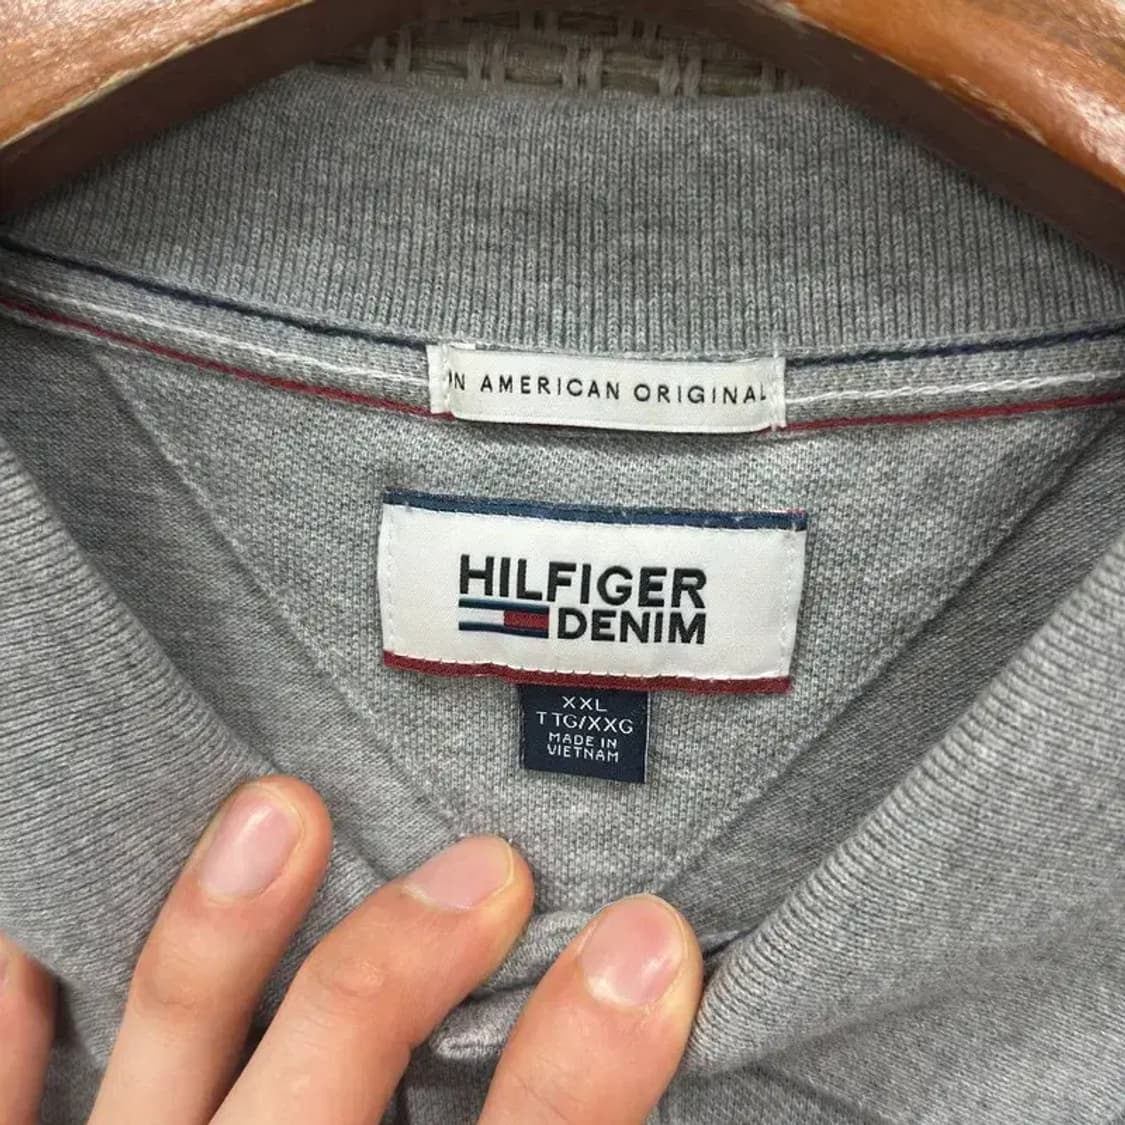 AN AMERICAN ORIGINAL
HILFIGER
DENIM
XXL
TTG/XXG
MADE IN
VIETNAM